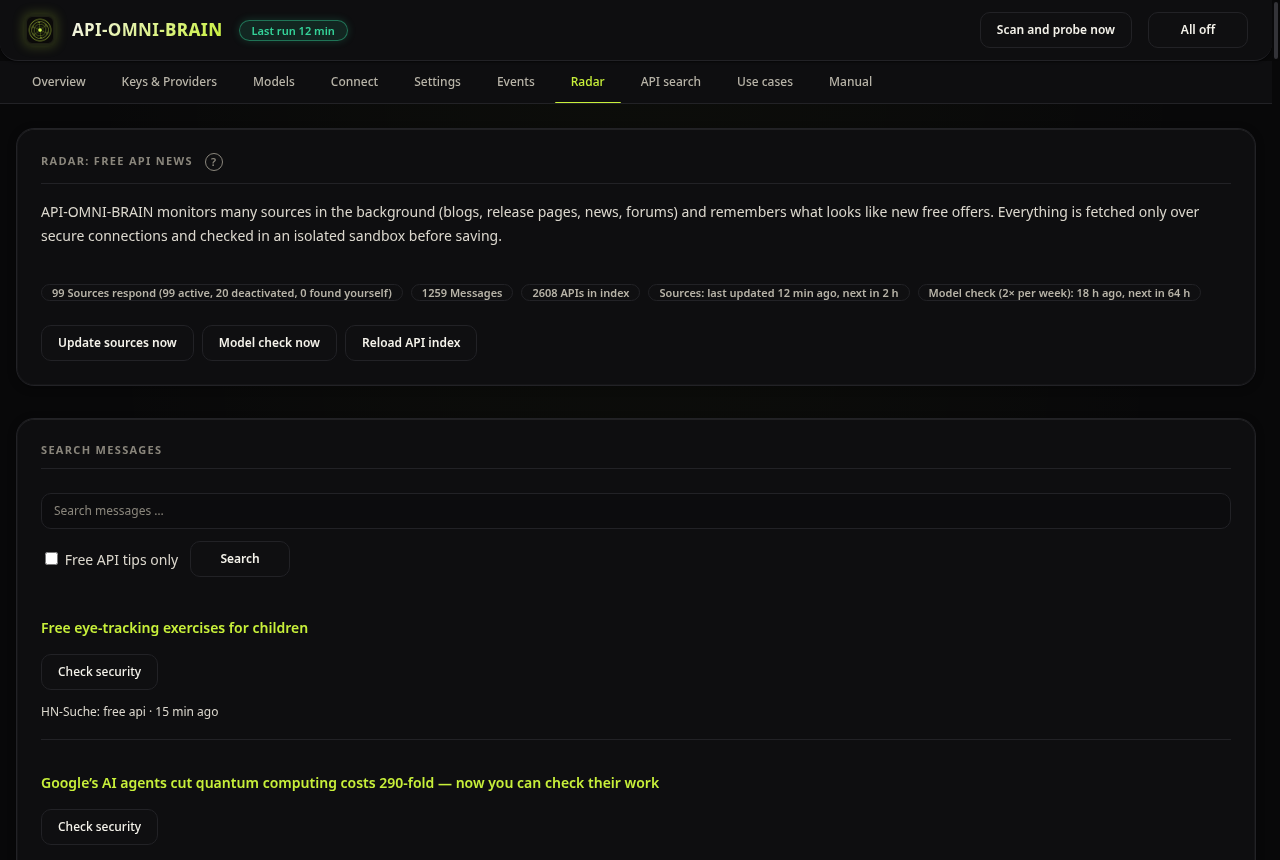 API-OMNI-BRAIN
Last run 12 min
Scan and probe now
All off
Overview
Keys & Providers
Models
Connect
Settings
Events
Radar
API search
Use cases
Manual
RADAR: FREE API NEWS ?
API-OMNI-BRAIN monitors many sources in the background (blogs, release pages, news, forums) and remembers what looks like new free offers. Everything is fetched only over
secure connections and checked in an isolated sandbox before saving.
99 Sources respond (99 active, 20 deactivated, 0 found yourself)
1259 Messages
2608 APIs in index
Sources: last updated 12 min ago, next in 2 h
Model check (2× per week): 18 h ago, next in 64 h
Update sources now
Model check now
Reload API index
SEARCH MESSAGES
Search messages ...
Free API tips only
Search
Free eye-tracking exercises for children
Check security
HN-Suche: free api · 15 min ago
Google’s AI agents cut quantum computing costs 290-fold — now you can check their work
Check security